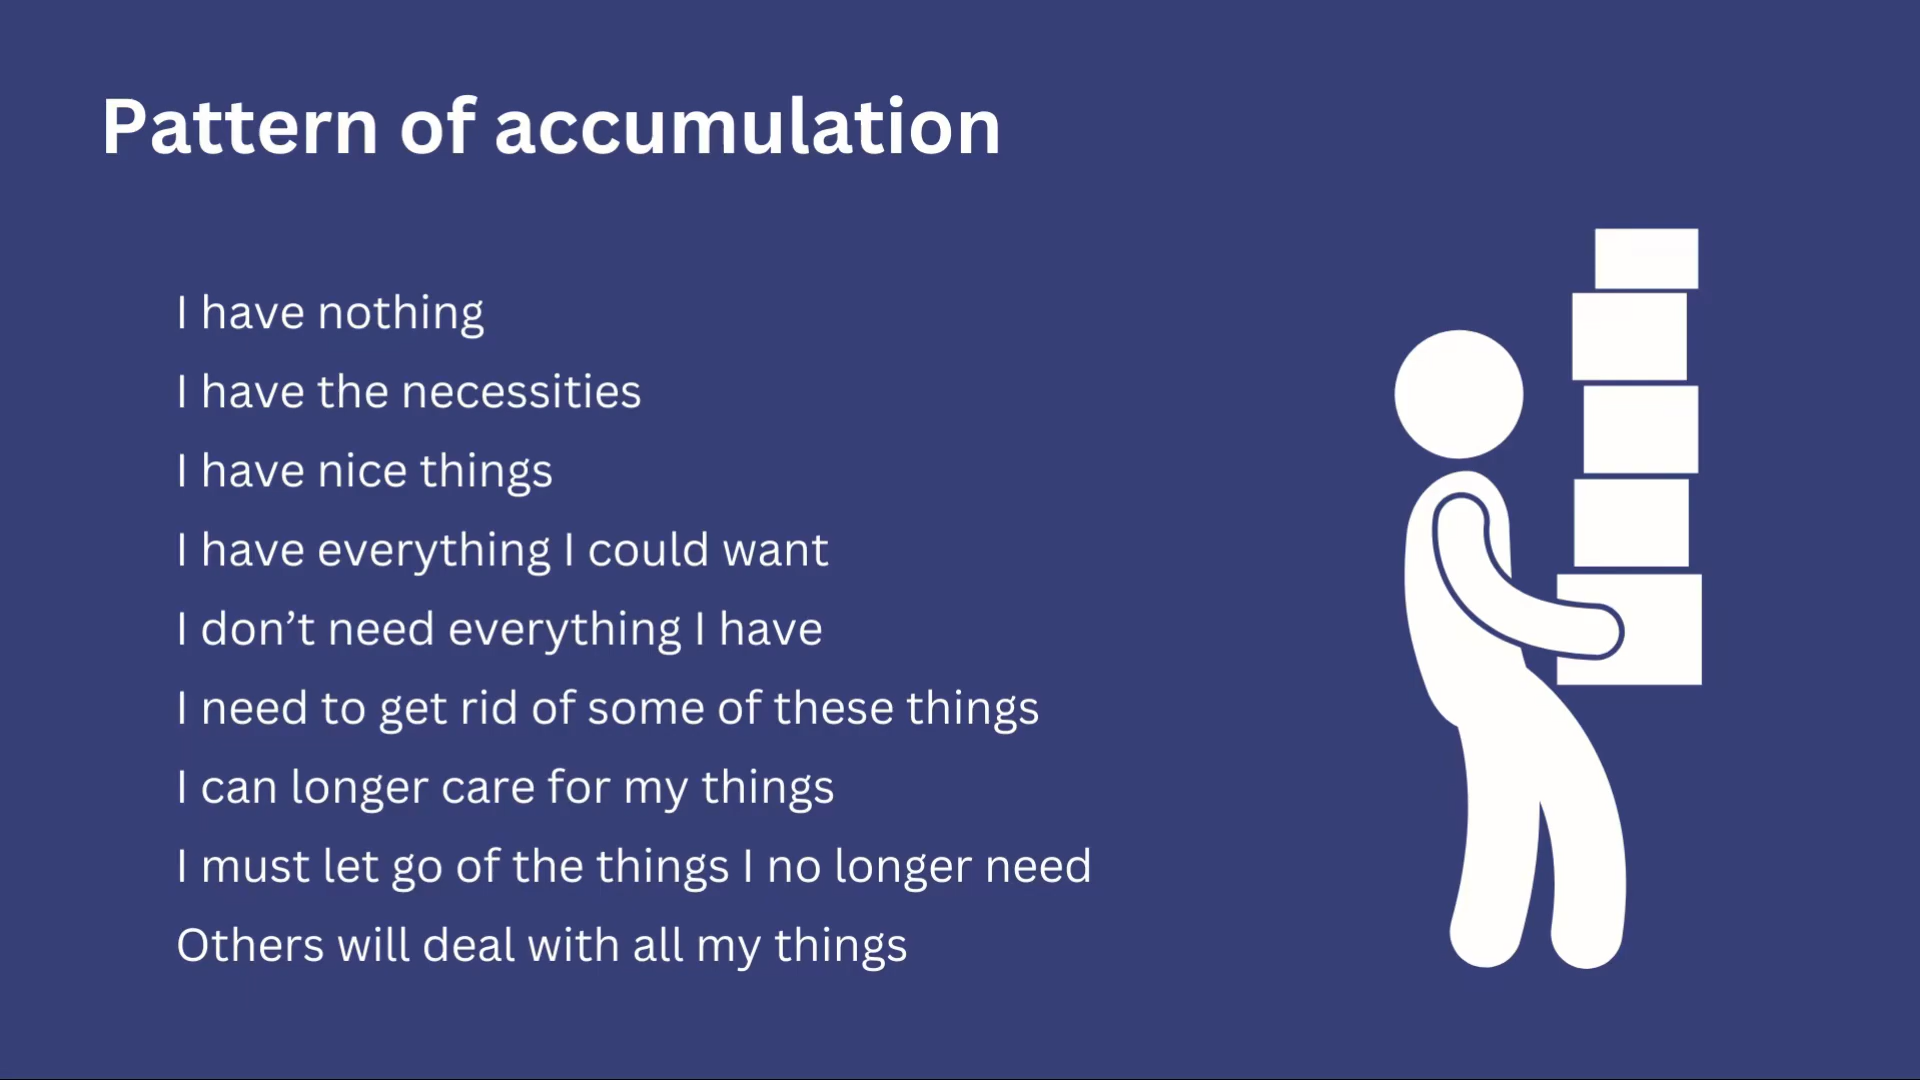 Pattern of accumulation
I have nothing
I have the necessities
I have nice things
I have everything I could want
I don’t need everything I have
I need to get rid of some of these things
I can longer care for my things
I must let go of the things I no longer need
Others will deal with all my things